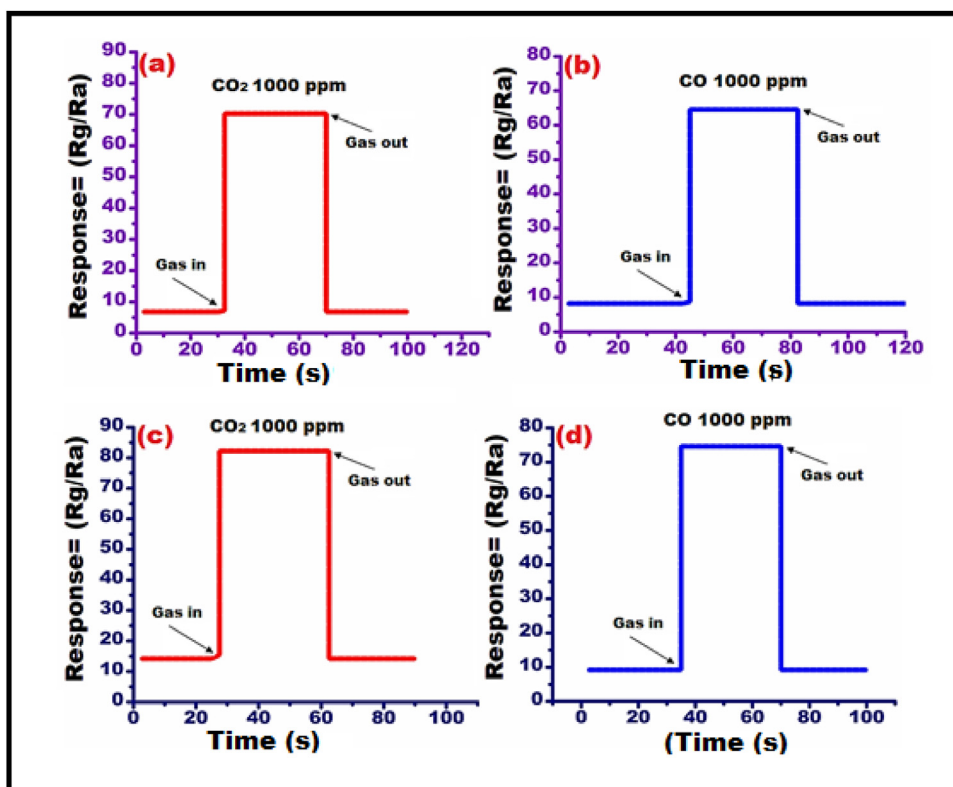 (a)
CO₂ 1000 ppm
Gas out
Gas in
Response= (Rg/Ra)
90
80
70
60
50
40
30
20
10
0
0 20 40 60 80 100 120
Time (s)
(b)
CO 1000 ppm
Gas out
Gas in
Response= (Rg/Ra)
80
70
60
50
40
30
20
10
0
0 20 40 60 80 100 120
Time (s)
(c)
CO₂ 1000 ppm
Gas out
Gas in
Response= (Rg/Ra)
90
80
70
60
50
40
30
20
10
0
0 20 40 60 80 100
Time (s)
(d)
CO 1000 ppm
Gas out
Gas in
Response= (Rg/Ra)
80
70
60
50
40
30
20
10
0
0 20 40 60 80 100
(Time (s)